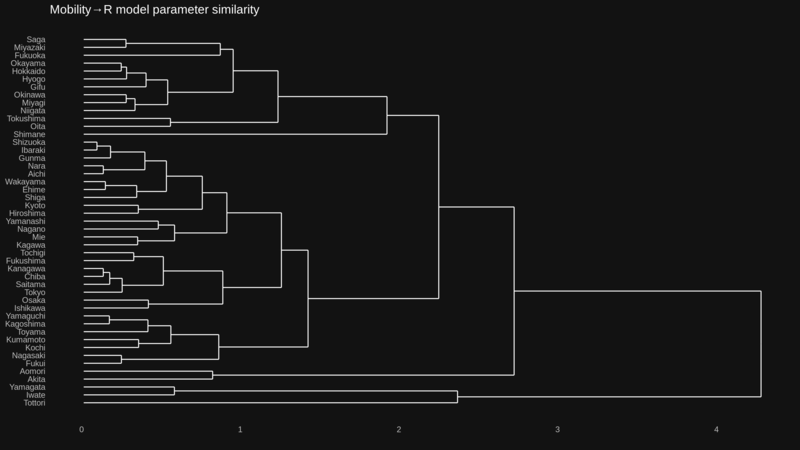 Mobility→R model parameter similarity
Saga
Miyazaki
Fukuoka
Okayama
Hokkaido
Hyogo
Gifu
Okinawa
Miyagi
Niigata
Tokushima
Oita
Shimane
Shizuoka
Ibaraki
Gunma
Nara
Aichi
Wakayama
Ehime
Shiga
Kyoto
Hiroshima
Yamanashi
Nagano
Mie
Kagawa
Tochigi
Fukushima
Kanagawa
Chiba
Saitama
Tokyo
Osaka
Ishikawa
Yamaguchi
Kagoshima
Toyama
Kumamoto
Kochi
Nagasaki
Fukui
Aomori
Akita
Yamagata
Iwate
Tottori
0 1 2 3 4